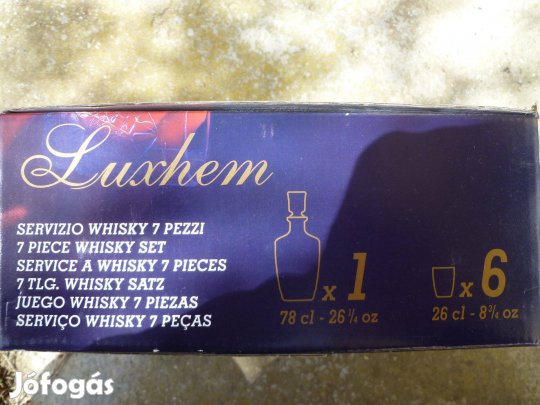 Luxhem
SERVIZIO WHISKY 7 PEZZI
7 PIECE WHISKY SET
SERVICE A WHISKY 7 PIECES
7 TLG. WHISKY SATZ
JUEGO WHISKY 7 PIEZAS
SERVIÇO WHISKY 7 PEÇAS
x 1
78 cl - 26 1/4 oz
x 6
26 cl - 8 3/4 oz
Jófogás